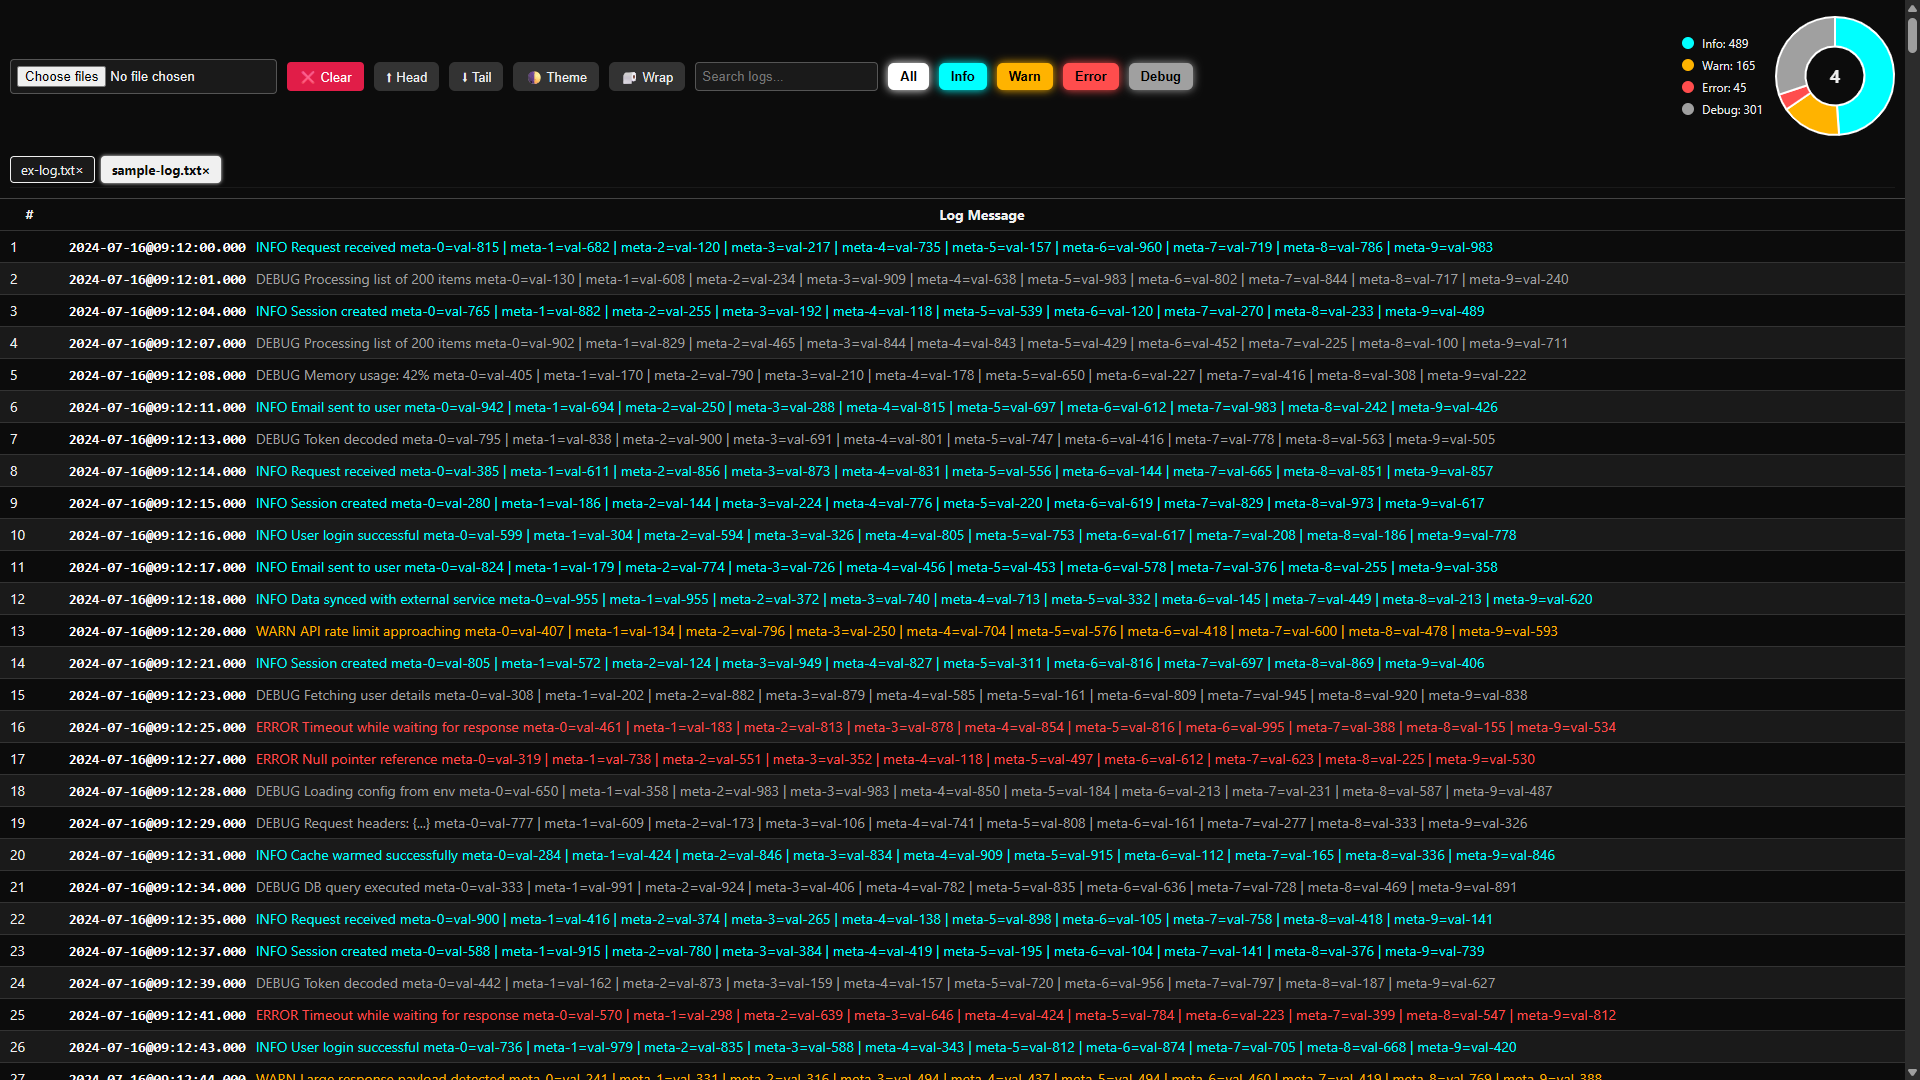 Choose files No file chosen
❌ Clear
⬆ Head
⬇ Tail
🌗 Theme
🧻 Wrap
Search logs...
All
Info
Warn
Error
Debug
Info: 489
Warn: 165
Error: 45
Debug: 301
4
ex-log.txt×
sample-log.txt×
# Log Message
1 2024-07-16@09:12:00.000 INFO Request received meta-0=val-815 | meta-1=val-682 | meta-2=val-120 | meta-3=val-217 | meta-4=val-735 | meta-5=val-157 | meta-6=val-960 | meta-7=val-719 | meta-8=val-786 | meta-9=val-983
2 2024-07-16@09:12:01.000 DEBUG Processing list of 200 items meta-0=val-130 | meta-1=val-608 | meta-2=val-234 | meta-3=val-909 | meta-4=val-638 | meta-5=val-983 | meta-6=val-802 | meta-7=val-844 | meta-8=val-717 | meta-9=val-240
3 2024-07-16@09:12:04.000 INFO Session created meta-0=val-765 | meta-1=val-882 | meta-2=val-255 | meta-3=val-192 | meta-4=val-118 | meta-5=val-539 | meta-6=val-120 | meta-7=val-270 | meta-8=val-233 | meta-9=val-489
4 2024-07-16@09:12:07.000 DEBUG Processing list of 200 items meta-0=val-902 | meta-1=val-829 | meta-2=val-465 | meta-3=val-844 | meta-4=val-843 | meta-5=val-429 | meta-6=val-452 | meta-7=val-225 | meta-8=val-100 | meta-9=val-711
5 2024-07-16@09:12:08.000 DEBUG Memory usage: 42% meta-0=val-405 | meta-1=val-170 | meta-2=val-790 | meta-3=val-210 | meta-4=val-178 | meta-5=val-650 | meta-6=val-227 | meta-7=val-416 | meta-8=val-308 | meta-9=val-222
6 2024-07-16@09:12:11.000 INFO Email sent to user meta-0=val-942 | meta-1=val-694 | meta-2=val-250 | meta-3=val-288 | meta-4=val-815 | meta-5=val-697 | meta-6=val-612 | meta-7=val-983 | meta-8=val-242 | meta-9=val-426
7 2024-07-16@09:12:13.000 DEBUG Token decoded meta-0=val-795 | meta-1=val-838 | meta-2=val-900 | meta-3=val-691 | meta-4=val-801 | meta-5=val-747 | meta-6=val-416 | meta-7=val-778 | meta-8=val-563 | meta-9=val-505
8 2024-07-16@09:12:14.000 INFO Request received meta-0=val-385 | meta-1=val-611 | meta-2=val-856 | meta-3=val-873 | meta-4=val-831 | meta-5=val-556 | meta-6=val-144 | meta-7=val-665 | meta-8=val-851 | meta-9=val-857
9 2024-07-16@09:12:15.000 INFO Session created meta-0=val-280 | meta-1=val-186 | meta-2=val-144 | meta-3=val-224 | meta-4=val-776 | meta-5=val-220 | meta-6=val-619 | meta-7=val-829 | meta-8=val-973 | meta-9=val-617
10 2024-07-16@09:12:16.000 INFO User login successful meta-0=val-599 | meta-1=val-304 | meta-2=val-594 | meta-3=val-326 | meta-4=val-805 | meta-5=val-753 | meta-6=val-617 | meta-7=val-208 | meta-8=val-186 | meta-9=val-778
11 2024-07-16@09:12:17.000 INFO Email sent to user meta-0=val-824 | meta-1=val-179 | meta-2=val-774 | meta-3=val-726 | meta-4=val-456 | meta-5=val-453 | meta-6=val-578 | meta-7=val-376 | meta-8=val-255 | meta-9=val-358
12 2024-07-16@09:12:18.000 INFO Data synced with external service meta-0=val-955 | meta-1=val-955 | meta-2=val-372 | meta-3=val-740 | meta-4=val-713 | meta-5=val-332 | meta-6=val-145 | meta-7=val-449 | meta-8=val-213 | meta-9=val-620
13 2024-07-16@09:12:20.000 WARN API rate limit approaching meta-0=val-407 | meta-1=val-134 | meta-2=val-796 | meta-3=val-250 | meta-4=val-704 | meta-5=val-576 | meta-6=val-418 | meta-7=val-600 | meta-8=val-478 | meta-9=val-593
14 2024-07-16@09:12:21.000 INFO Session created meta-0=val-805 | meta-1=val-572 | meta-2=val-124 | meta-3=val-949 | meta-4=val-827 | meta-5=val-311 | meta-6=val-816 | meta-7=val-697 | meta-8=val-869 | meta-9=val-406
15 2024-07-16@09:12:23.000 DEBUG Fetching user details meta-0=val-308 | meta-1=val-202 | meta-2=val-882 | meta-3=val-879 | meta-4=val-585 | meta-5=val-161 | meta-6=val-809 | meta-7=val-945 | meta-8=val-920 | meta-9=val-838
16 2024-07-16@09:12:25.000 ERROR Timeout while waiting for response meta-0=val-461 | meta-1=val-183 | meta-2=val-813 | meta-3=val-878 | meta-4=val-854 | meta-5=val-816 | meta-6=val-995 | meta-7=val-388 | meta-8=val-155 | meta-9=val-534
17 2024-07-16@09:12:27.000 ERROR Null pointer reference meta-0=val-319 | meta-1=val-738 | meta-2=val-551 | meta-3=val-352 | meta-4=val-118 | meta-5=val-497 | meta-6=val-612 | meta-7=val-623 | meta-8=val-225 | meta-9=val-530
18 2024-07-16@09:12:28.000 DEBUG Loading config from env meta-0=val-650 | meta-1=val-358 | meta-2=val-983 | meta-3=val-983 | meta-4=val-850 | meta-5=val-184 | meta-6=val-213 | meta-7=val-231 | meta-8=val-587 | meta-9=val-487
19 2024-07-16@09:12:29.000 DEBUG Request headers: {...} meta-0=val-777 | meta-1=val-609 | meta-2=val-173 | meta-3=val-106 | meta-4=val-741 | meta-5=val-808 | meta-6=val-161 | meta-7=val-277 | meta-8=val-333 | meta-9=val-326
20 2024-07-16@09:12:31.000 INFO Cache warmed successfully meta-0=val-284 | meta-1=val-424 | meta-2=val-846 | meta-3=val-834 | meta-4=val-909 | meta-5=val-915 | meta-6=val-112 | meta-7=val-165 | meta-8=val-336 | meta-9=val-846
21 2024-07-16@09:12:34.000 DEBUG DB query executed meta-0=val-333 | meta-1=val-991 | meta-2=val-924 | meta-3=val-406 | meta-4=val-782 | meta-5=val-835 | meta-6=val-636 | meta-7=val-728 | meta-8=val-469 | meta-9=val-891
22 2024-07-16@09:12:35.000 INFO Request received meta-0=val-900 | meta-1=val-416 | meta-2=val-374 | meta-3=val-265 | meta-4=val-138 | meta-5=val-898 | meta-6=val-105 | meta-7=val-758 | meta-8=val-418 | meta-9=val-141
23 2024-07-16@09:12:37.000 INFO Session created meta-0=val-588 | meta-1=val-915 | meta-2=val-780 | meta-3=val-384 | meta-4=val-419 | meta-5=val-195 | meta-6=val-104 | meta-7=val-141 | meta-8=val-376 | meta-9=val-739
24 2024-07-16@09:12:39.000 DEBUG Token decoded meta-0=val-442 | meta-1=val-162 | meta-2=val-873 | meta-3=val-159 | meta-4=val-157 | meta-5=val-720 | meta-6=val-956 | meta-7=val-797 | meta-8=val-187 | meta-9=val-627
25 2024-07-16@09:12:41.000 ERROR Timeout while waiting for response meta-0=val-570 | meta-1=val-298 | meta-2=val-639 | meta-3=val-646 | meta-4=val-424 | meta-5=val-784 | meta-6=val-223 | meta-7=val-399 | meta-8=val-547 | meta-9=val-812
26 2024-07-16@09:12:43.000 INFO User login successful meta-0=val-736 | meta-1=val-979 | meta-2=val-835 | meta-3=val-588 | meta-4=val-343 | meta-5=val-812 | meta-6=val-874 | meta-7=val-705 | meta-8=val-668 | meta-9=val-420
27 2024-07-16@09:12:44.000 WARN Large response payload detected meta-0=val-241 | meta-1=val-331 | meta-2=val-316 | meta-3=val-494 | meta-4=val-437 | meta-5=val-494 | meta-6=val-460 | meta-7=val-419 | meta-8=val-769 | meta-9=val-388